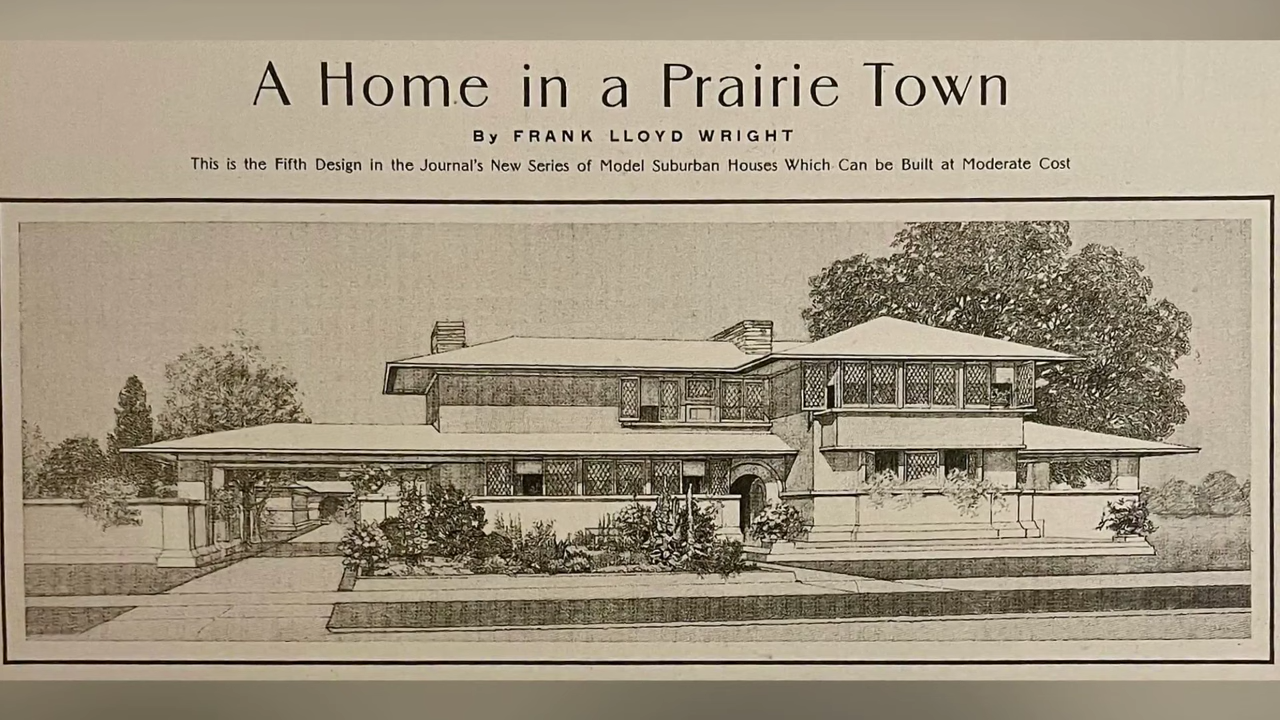 A Home in a Prairie Town
By FRANK LLOYD WRIGHT
This is the Fifth Design in the Journal's New Series of Model Suburban Houses Which Can be Built at Moderate Cost